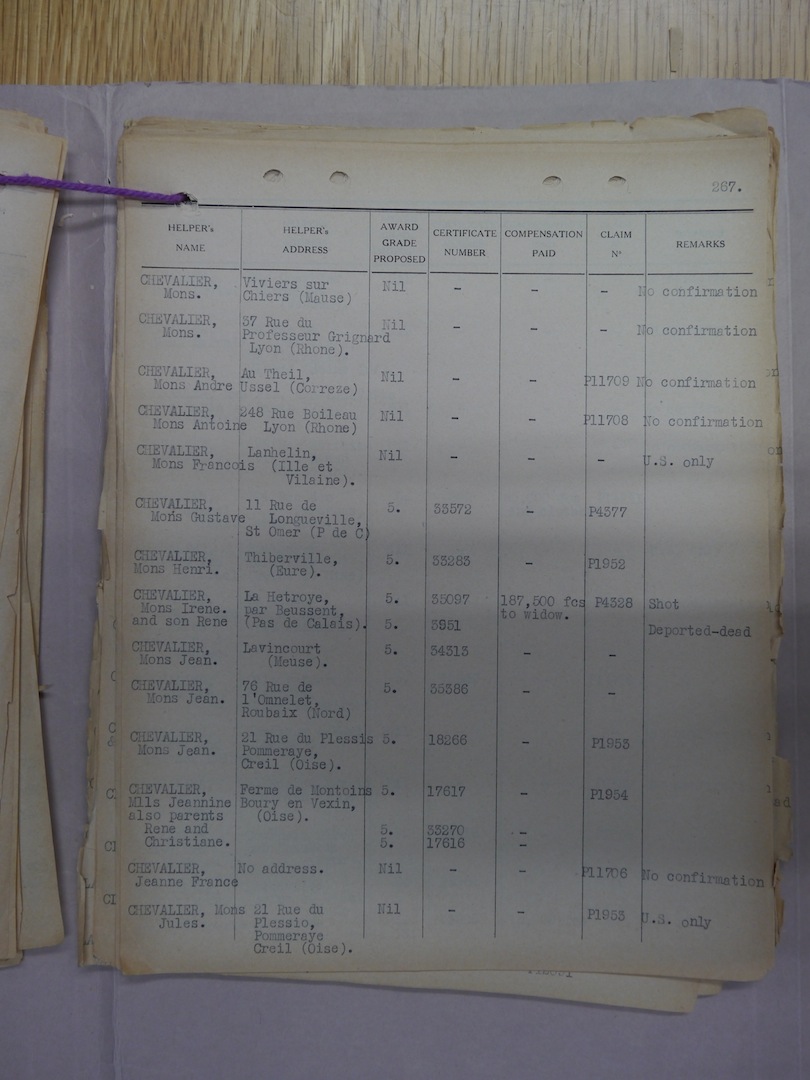 267.
HELPER's NAME HELPER's ADDRESS AWARD GRADE PROPOSED CERTIFICATE NUMBER COMPENSATION PAID CLAIM N° REMARKS
CHEVALIER, Viviers sur Nil - - - No confirmation
Mons. Chiers (Mause)
CHEVALIER, 37 Rue du Nil - - - No confirmation
Mons. Professeur Grignard
Lyon (Rhone).
CHEVALIER, Au Theil, Nil - - P11709 No confirmation
Mons Andre Ussel (Correze)
CHEVALIER, 248 Rue Boileau Nil - - P11708 No confirmation
Mons Antoine Lyon (Rhone)
CHEVALIER, Lanhelin, Nil - - - U.S. only
Mons Francois (Ille et
Vilaine).
CHEVALIER, 11 Rue de 5. 33572 - P4377
Mons Gustave Longueville,
St Omer (P de C)
CHEVALIER, Thiberville, 5. 33283 - P1952
Mons Henri. (Eure).
CHEVALIER, La Hetroye, 5. 35097 187,500 fcs P4328 Shot
Mons Irene. par Beussent, to widow.
and son Rene (Pas de Calais). 5. 3951 Deported-dead
CHEVALIER, Lavincourt 5. 34313 - -
Mons Jean. (Meuse).
CHEVALIER, 76 Rue de 5. 35386 - -
Mons Jean. l'Omnelet,
Roubaix (Nord)
CHEVALIER, 21 Rue du Plessis 5. 18266 - P1953
Mons Jean. Pommeraye,
Creil (Oise).
CHEVALIER, Ferme de Montoins 5. 17617 - P1954
Mlls Jeannine Boury en Vexin,
also parents (Oise).
Rene and 5. 33270 -
Christiane. 5. 17616 -
CHEVALIER, No address. Nil - - P11706 No confirmation
Jeanne France
CHEVALIER, Mons 21 Rue du Nil - - P1953 U.S. only
Jules. Plessio,
Pommeraye
Creil (Oise).